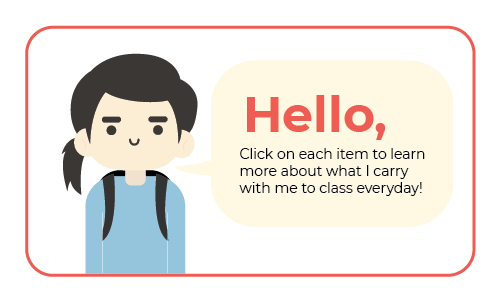 Hello,
Click on each item to learn
more about what I carry
with me to class everyday!